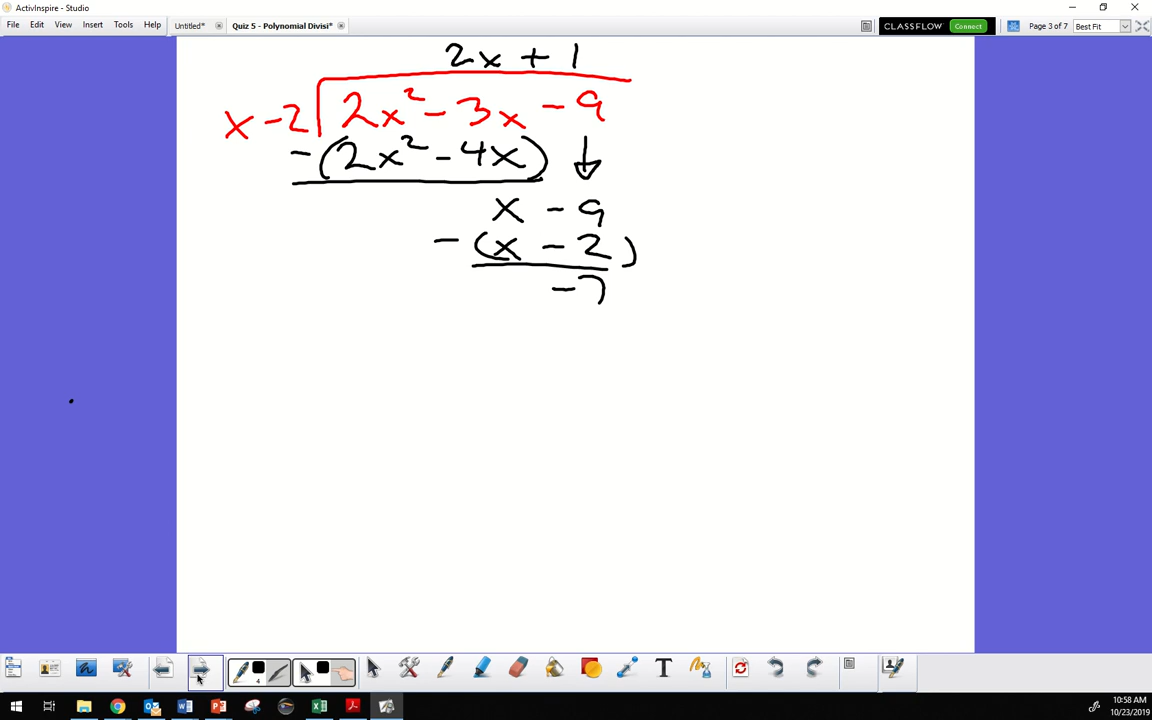 ActivInspire - Studio
File Edit View Insert Tools Help Untitled* Quiz 5 - Polynomial Divisi* CLASSFLOW Connect Page 3 of 7 Best Fit
2x + 1
x - 2 2x² - 3x - 9
- (2x² - 4x) ↓
x - 9
- (x - 2)
- 7
4
T
10:58 AM
10/23/2019